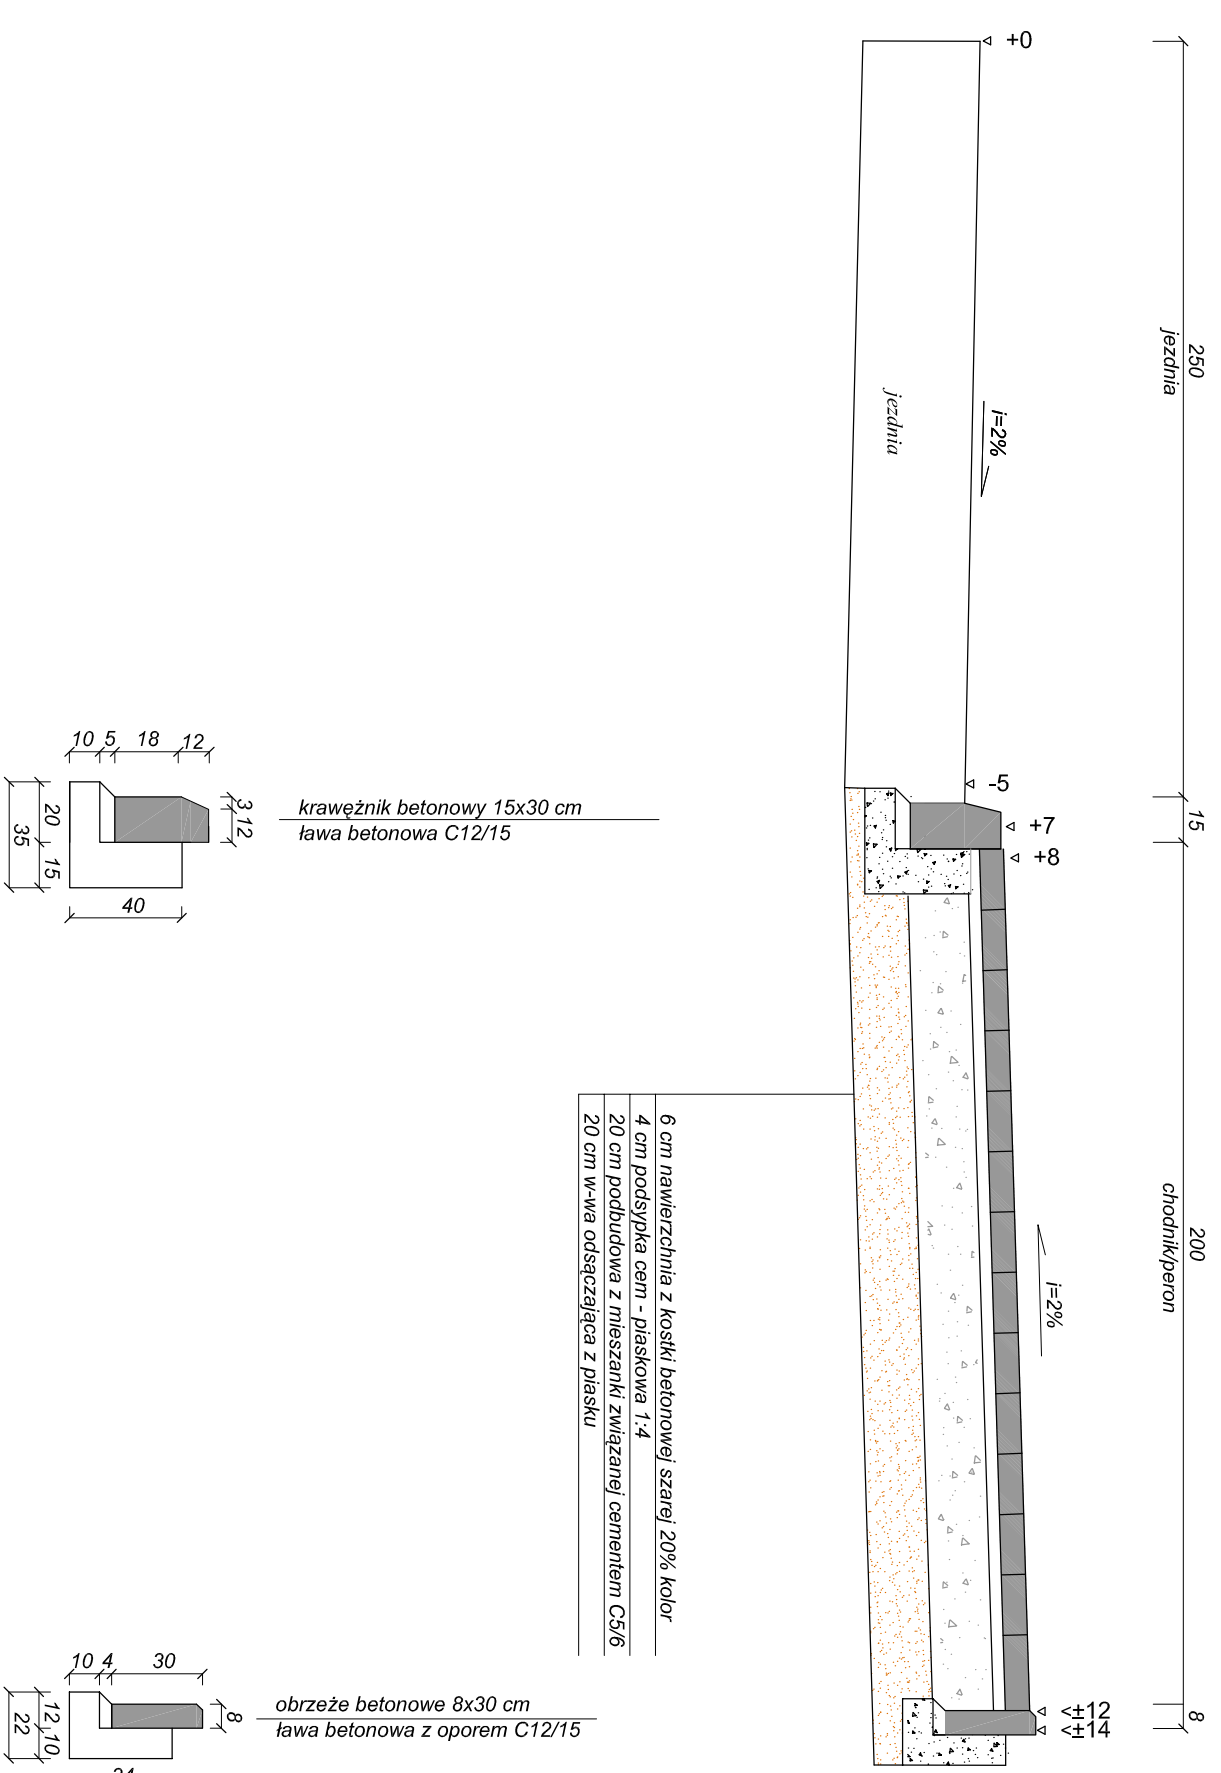 +0
250
jezdnia
i=2%
jezdnia
-5
15
+7
+8
10 5 18 12
3 12
20 15
35
40
krawężnik betonowy 15x30 cm
ława betonowa C12/15
200
chodnik/peron
i=2%
6 cm nawierzchnia z kostki betonowej szarej 20% kolor
4 cm podsypka cem - piaskowa 1:4
20 cm podbudowa z mieszanki związanej cementem C5/6
20 cm w-wa odsączająca z piasku
±12
±14
8
10 4 30
8
12 10
22
obrzeże betonowe 8x30 cm
ława betonowa z oporem C12/15